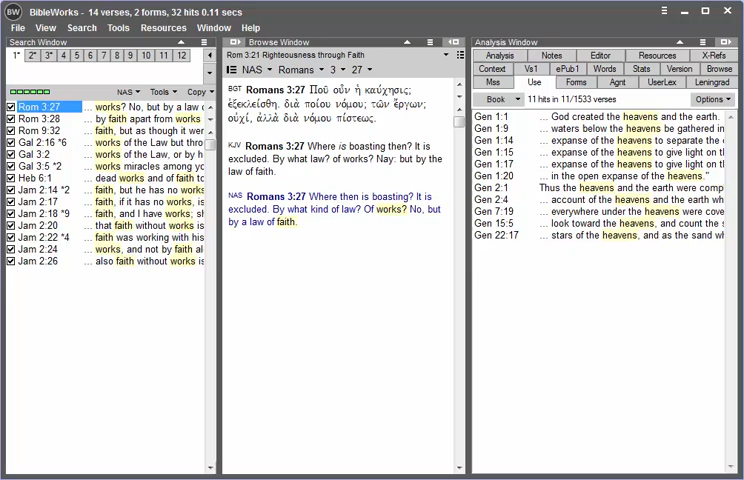 BW BibleWorks - 14 verses, 2 forms, 32 hits 0.11 secs
File View Search Tools Resources Window Help
Search Window
1* 2* 3* 4 5 6 7 8 9 10 11 12
NAS Tools Copy
Rom 3:27 ... works? No, but by a law o
Rom 3:28 ... by faith apart from works
Rom 9:32 ... faith, but as though it wer
Gal 2:16 *6 ... works of the Law but thro
Gal 3:2 ... works of the Law, or by h
Gal 3:5 *2 ... works miracles among yo
Heb 6:1 ... dead works and of faith to
Jam 2:14 *2 ... faith, but he has no works
Jam 2:17 ... faith, if it has no works, is
Jam 2:18 *9 ... faith, and I have works; sh
Jam 2:20 ... that faith without works is
Jam 2:22 *4 ... faith was working with his
Jam 2:24 ... works, and not by faith al
Jam 2:26 ... also faith without works is
Browse Window
Rom 3:21 Righteousness through Faith
NAS Romans 3 27
BGT Romans 3:27 Ποῦ οὖν ἡ καύχησις;
ἐξεκλείσθη. διὰ ποίου νόμου; τῶν ἔργων;
οὐχί, ἀλλὰ διὰ νόμου πίστεως.
KJV Romans 3:27 Where is boasting then? It is
excluded. By what law? of works? Nay: but by the
law of faith.
NAS Romans 3:27 Where then is boasting? It is
excluded. By what kind of law? Of works? No, but
by a law of faith.
Analysis Window
Analysis Notes Editor Resources X-Refs
Context Vs1 ePub1 Words Stats Version Browse
Mss Use Forms Agnt UserLex Leningrad
Book 11 hits in 11/1533 verses Options
Gen 1:1 ... God created the heavens and the earth.
Gen 1:9 ... waters below the heavens be gathered in
Gen 1:14 ... expanse of the heavens to separate the d
Gen 1:15 ... expanse of the heavens to give light on th
Gen 1:17 ... expanse of the heavens to give light on th
Gen 1:20 ... in the open expanse of the heavens."
Gen 2:1 Thus the heavens and the earth were comp
Gen 2:4 ... account of the heavens and the earth wh
Gen 7:19 ... everywhere under the heavens were cove
Gen 15:5 ... look toward the heavens, and count the s
Gen 22:17 ... stars of the heavens, and as the sand w